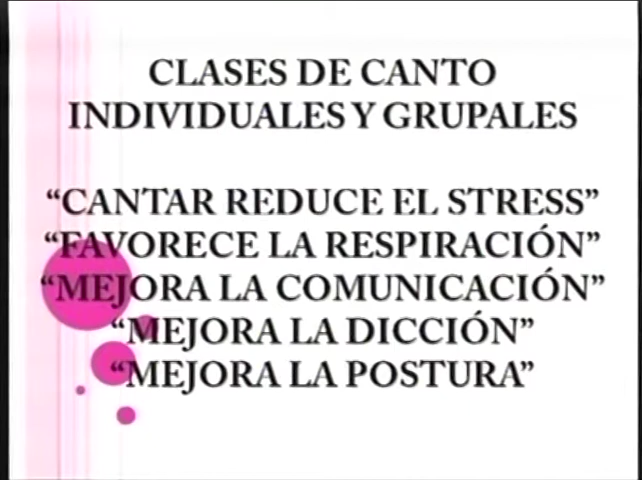 CLASES DE CANTO
INDIVIDUALES Y GRUPALES
“CANTAR REDUCE EL STRESS”
“FAVORECE LA RESPIRACIÓN”
“MEJORA LA COMUNICACIÓN”
“MEJORA LA DICCIÓN”
“MEJORA LA POSTURA”